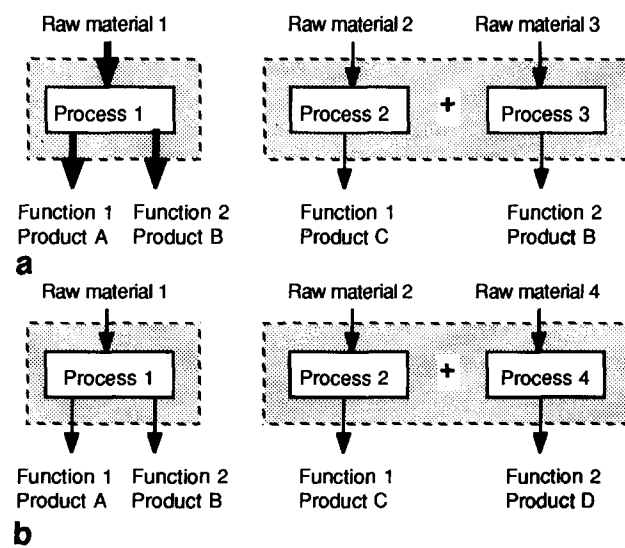 Raw material 1 Raw material 2 Raw material 3
Process 1 Process 2 + Process 3
Function 1 Function 2 Function 1 Function 2
Product A Product B Product C Product B
a
Raw material 1 Raw material 2 Raw material 4
Process 1 Process 2 + Process 4
Function 1 Function 2 Function 1 Function 2
Product A Product B Product C Product D
b